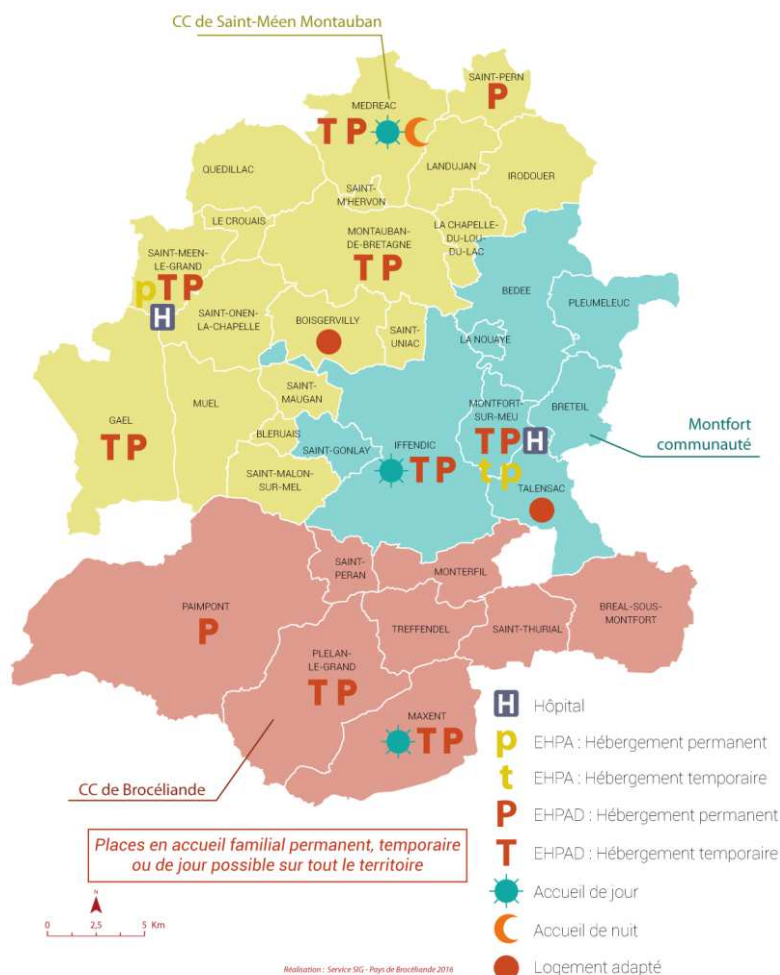 CC de Saint-Méen Montauban
SAINT-PERN
P
MEDREAC
T P
LANDUJAN
QUEDILLAC
IRODOUER
SAINT-
M'HERVON
LE CROUAIS
MONTAUBAN-
DE-BRETAGNE
T P
LA CHAPELLE-
DU-LOU-
DU-LAC
SAINT-MEEN-
LE-GRAND
pTP
H
BEDEE
PLEUMELEUC
SAINT-ONEN-
LA-CHAPELLE
BOISGERVILLY
SAINT-
UNIAC
LA NOUAYE
SAINT-
MAUGAN
MUEL
GAEL
T P
MONTFORT-
SUR-MEU
TPH
t p
BRETEIL
Montfort
communauté
BLERUAIS
SAINT-GONLAY
IFFENDIC
T P
SAINT-MALON-
SUR-MEL
TALENSAC
SAINT-
PERAN
MONTERFIL
PAIMPONT
P
TREFFENDEL
SAINT-THURIAL
BREAL-SOUS-
MONTFORT
PLELAN-
LE-GRAND
T P
MAXENT
T P
CC de Brocéliande
H Hôpital
p EHPA : Hébergement permanent
t EHPA : Hébergement temporaire
P EHPAD : Hébergement permanent
T EHPAD : Hébergement temporaire
Accueil de jour
Accueil de nuit
Logement adapté
Places en accueil familial permanent, temporaire
ou de jour possible sur tout le territoire
N
0 2,5 5 Km
Réalisation : Service SIG - Pays de Brocéliande 2016